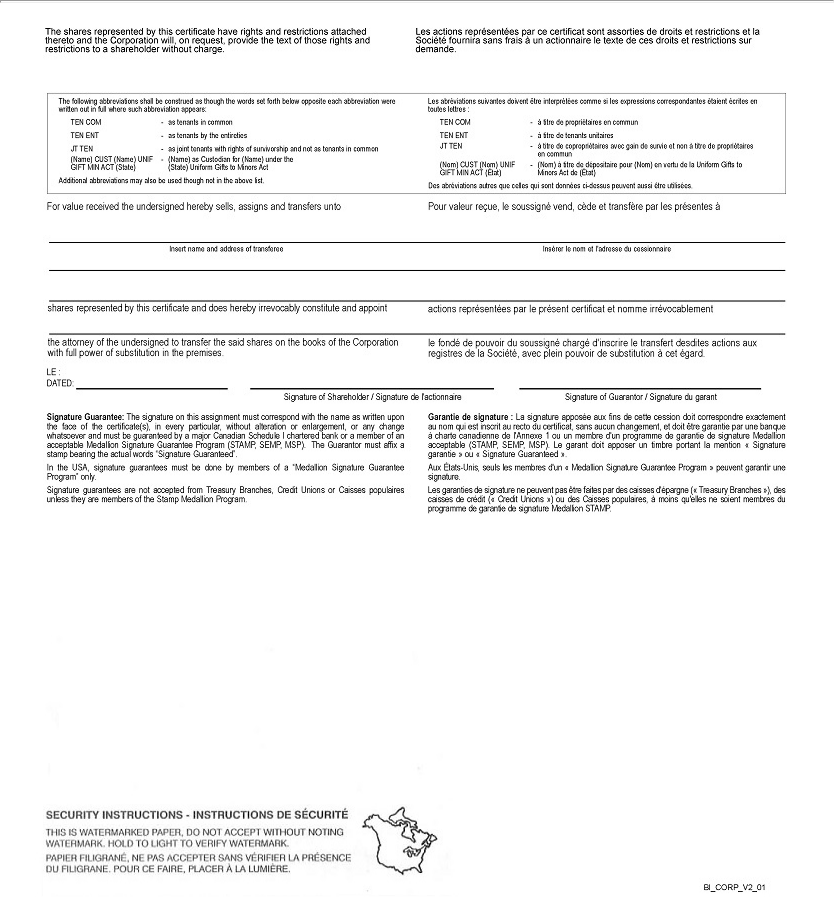 The shares represented by this certificate have rights and restrictions attached
thereto and the Corporation will, on request, provide the text of those rights and
restrictions to a shareholder without charge.
Les actions représentées par ce certificat sont assorties de droits et restrictions et la
Société fournira sans frais à un actionnaire le texte de ces droits et restrictions sur
demande.
The following abbreviations shall be construed as though the words set forth below opposite each abbreviation were
written out in full where such abbreviation appears:
TEN COM - as tenants in common
TEN ENT - as tenants by the entireties
JT TEN - as joint tenants with rights of survivorship and not as tenants in common
(Name) CUST (Name) UNIF - (Name) as Custodian for (Name) under the
GIFT MIN ACT (State) (State) Uniform Gifts to Minors Act
Additional abbreviations may also be used though not in the above list.
Les abréviations suivantes doivent être interprétées comme si les expressions correspondantes étaient écrites en
toutes lettres :
TEN COM - à titre de propriétaires en commun
TEN ENT - à titre de tenants unitaires
JT TEN - à titre de copropriétaires avec gain de survie et non à titre de propriétaires
en commun
(Nom) CUST (Nom) UNIF - (Nom) à titre de dépositaire pour (Nom) en vertu de la Uniform Gifts to
GIFT MIN ACT (État) Minors Act de (État)
Des abréviations autres que celles qui sont données ci-dessus peuvent aussi être utilisées.
For value received the undersigned hereby sells, assigns and transfers unto
Pour valeur reçue, le soussigné vend, cède et transfère par les présentes à
Insert name and address of transferee
Insérer le nom et l'adresse du cessionnaire
shares represented by this certificate and does hereby irrevocably constitute and appoint
actions représentées par le présent certificat et nomme irrévocablement
the attorney of the undersigned to transfer the said shares on the books of the Corporation
with full power of substitution in the premises.
le fondé de pouvoir du soussigné chargé d'inscrire le transfert desdites actions aux
registres de la Société, avec plein pouvoir de substitution à cet égard.
LE :
DATED:
Signature of Shareholder / Signature de l'actionnaire
Signature of Guarantor / Signature du garant
Signature Guarantee: The signature on this assignment must correspond with the name as written upon
the face of the certificate(s), in every particular, without alteration or enlargement, or any change
whatsoever and must be guaranteed by a major Canadian Schedule I chartered bank or a member of an
acceptable Medallion Signature Guarantee Program (STAMP, SEMP, MSP). The Guarantor must affix a
stamp bearing the actual words "Signature Guaranteed".
In the USA, signature guarantees must be done by members of a "Medallion Signature Guarantee
Program" only.
Signature guarantees are not accepted from Treasury Branches, Credit Unions or Caisses populaires
unless they are members of the Stamp Medallion Program.
Garantie de signature : La signature apposée aux fins de cette cession doit correspondre exactement
au nom qui est inscrit au recto du certificat, sans aucun changement, et doit être garantie par une banque
à charte canadienne de l'Annexe 1 ou un membre d'un programme de garantie de signature Medallion
acceptable (STAMP, SEMP, MSP). Le garant doit apposer un timbre portant la mention « Signature
garantie » ou « Signature Guaranteed ».
Aux États-Unis, seuls les membres d'un « Medallion Signature Guarantee Program » peuvent garantir une
signature.
Les garanties de signature ne peuvent pas être faites par des caisses d'épargne (« Treasury Branches »), des
caisses de crédit (« Credit Unions ») ou des Caisses populaires, à moins qu'elles ne soient membres du
programme de garantie de signature Medallion STAMP.
SECURITY INSTRUCTIONS - INSTRUCTIONS DE SÉCURITÉ
THIS IS WATERMARKED PAPER, DO NOT ACCEPT WITHOUT NOTING
WATERMARK. HOLD TO LIGHT TO VERIFY WATERMARK.
PAPIER FILIGRANÉ, NE PAS ACCEPTER SANS VÉRIFIER LA PRÉSENCE
DU FILIGRANE. POUR CE FAIRE, PLACER À LA LUMIÈRE.
BI_CORP_V2_01